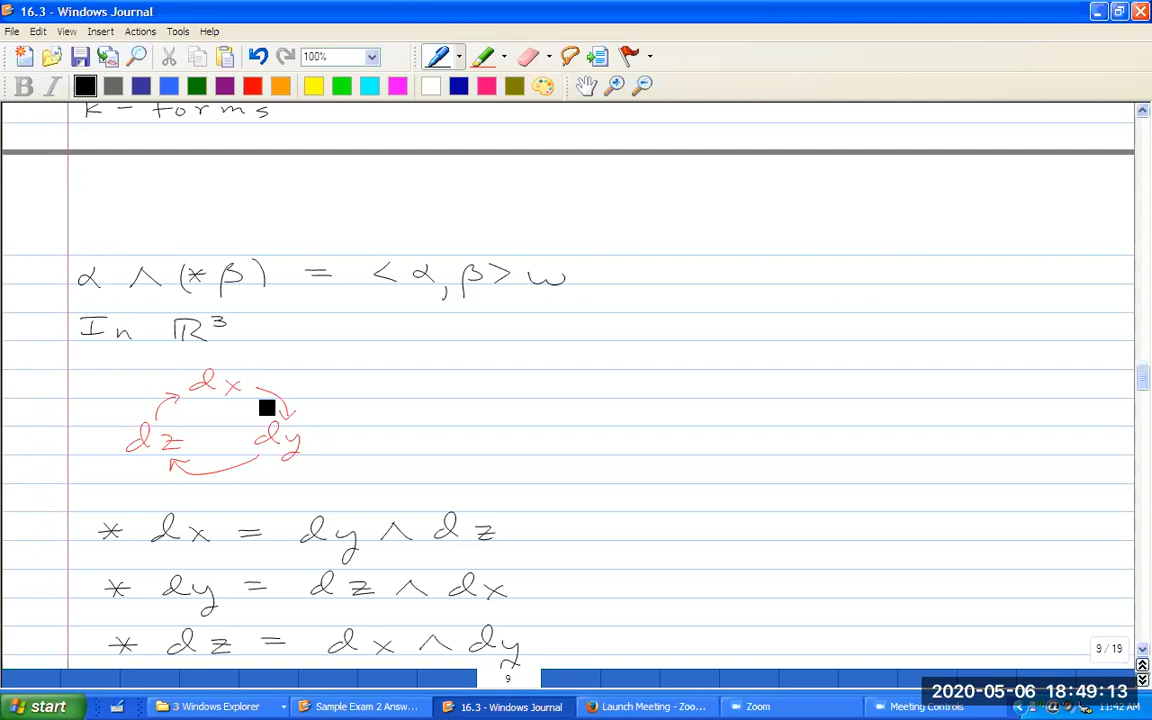 16.3 - Windows Journal
File Edit View Insert Actions Tools Help
100%
B I
K - forms
α ∧ (* β) = < α, β > ω
In ℝ³
dx
dz dy
* dx = dy ∧ dz
* dy = dz ∧ dx
* dz = dx ∧ dy
9 / 19
9
2020-05-06 18:49:13
start 3 Windows Explorer Sample Exam 2 Answ... 16.3 - Windows Journal Launch Meeting - Zoo... Zoom Meeting Controls 11:42 AM